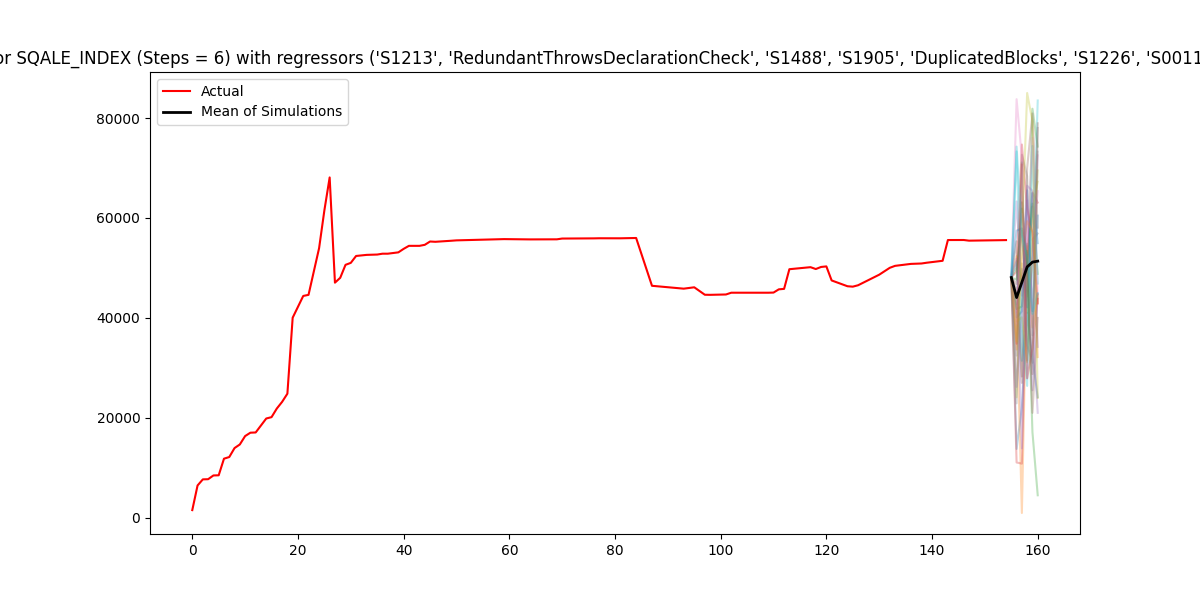 or SQALE_INDEX (Steps = 6) with regressors ('S1213', 'RedundantThrowsDeclarationCheck', 'S1488', 'S1905', 'DuplicatedBlocks', 'S1226', 'S0011
Actual
Mean of Simulations
80000
60000
40000
20000
0
0 20 40 60 80 100 120 140 160